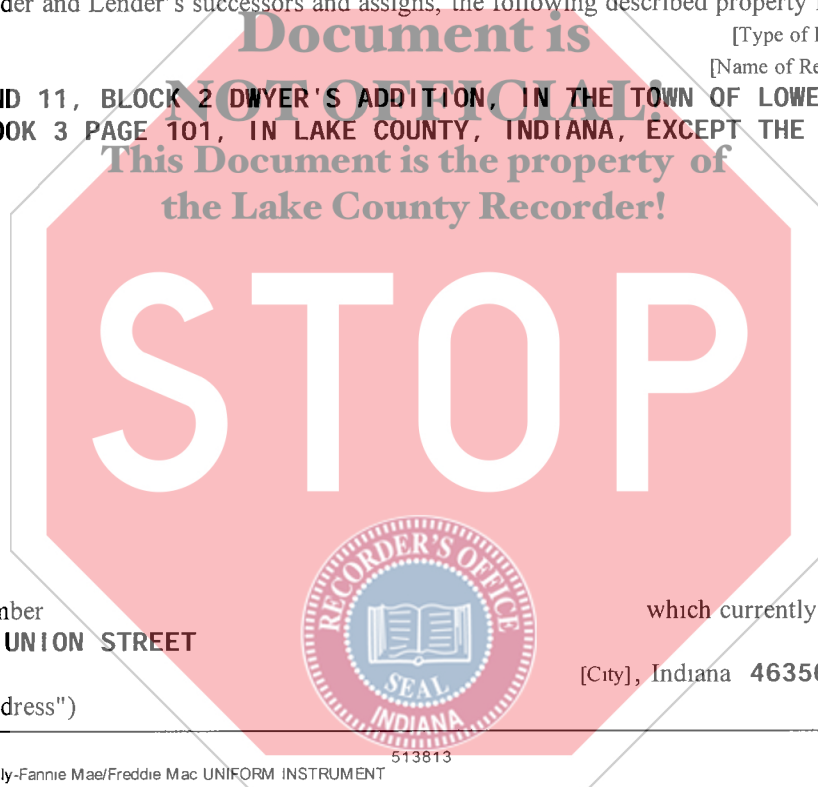 der and Lender's successors and assigns, the following described property
Document is
[Type of
[Name of Re
NOT OFFICIAL!
ND 11, BLOCK 2 DWYER'S ADDITION, IN THE TOWN OF LOWE
OOK 3 PAGE 101, IN LAKE COUNTY, INDIANA, EXCEPT THE
This Document is the property of
the Lake County Recorder!
STOP
RECORDER'S OFFICE
SEAL
INDIANA
mber
which currently
UNION STREET
[City], Indiana 4635
dress")
513813
ly-Fannie Mae/Freddie Mac UNIFORM INSTRUMENT